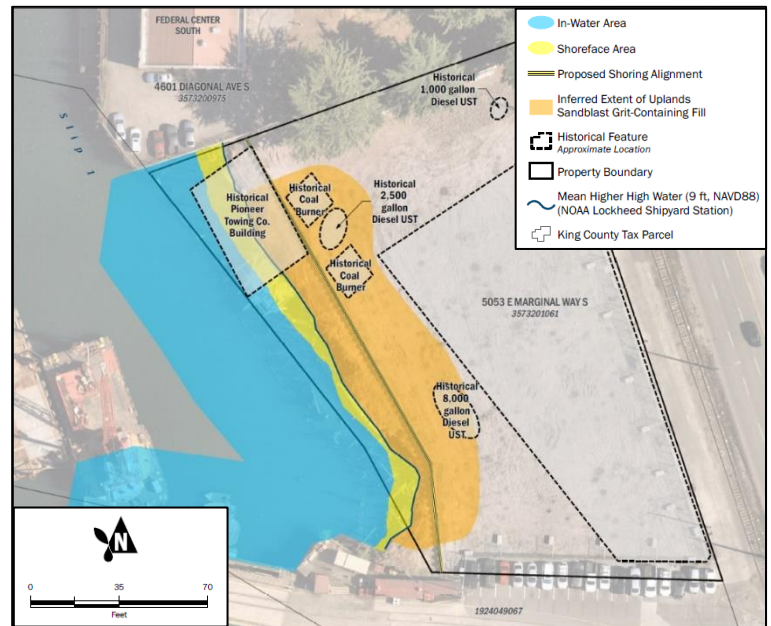 FEDERAL CENTER
SOUTH
4601 DIAGONAL AVE S
3573200975
Slip 1
Historical
1,000 gallon
Diesel UST
Historical
Pioneer
Towing Co.
Building
Historical
Coal
Burner
Historical
2,500
gallon
Diesel UST
Historical
Coal
Burner
5053 E MARGINAL WAY S
3573201061
Historical
8,000
gallon
Diesel
UST
1924049067
In-Water Area
Shoreface Area
Proposed Shoring Alignment
Inferred Extent of Uplands
Sandblast Grit-Containing Fill
Historical Feature
Approximate Location
Property Boundary
Mean Higher High Water (9 ft, NAVD88)
(NOAA Lockheed Shipyard Station)
King County Tax Parcel
N
0 35 70
Feet